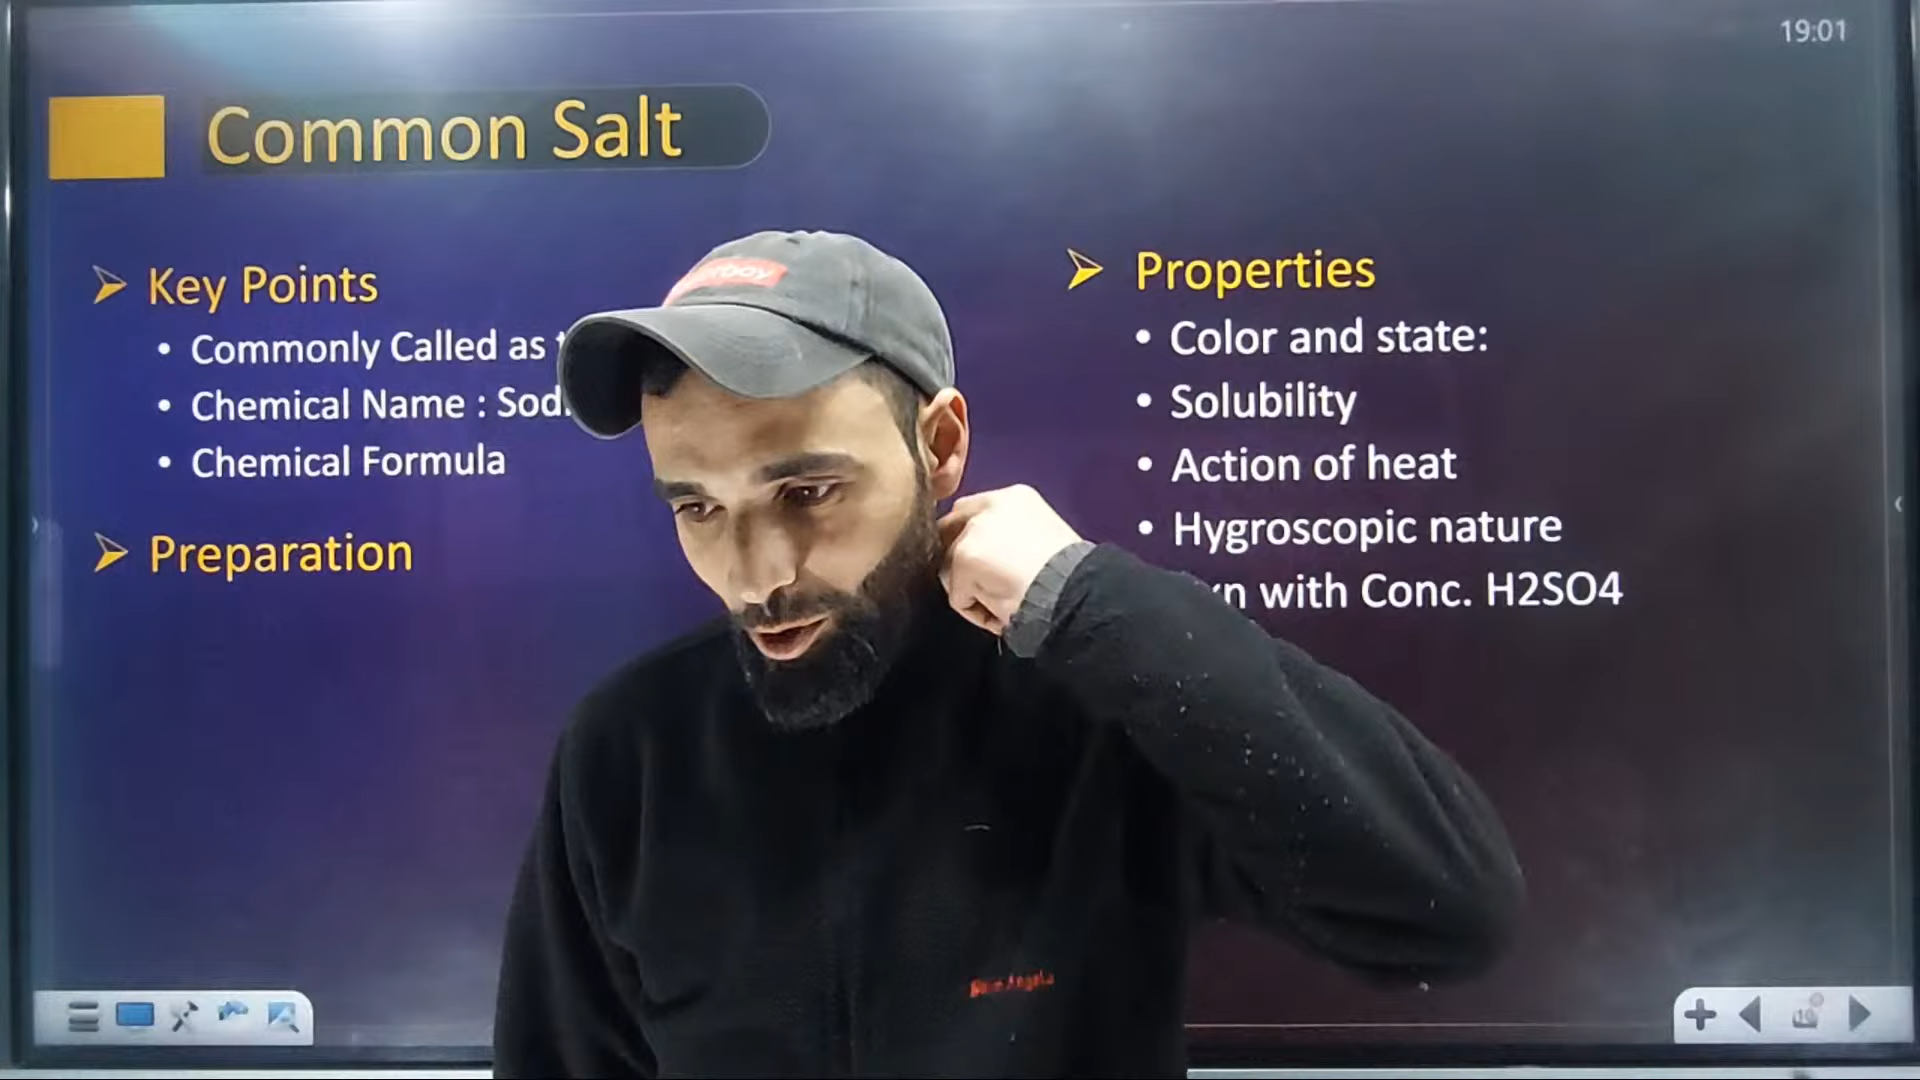 19:01
Common Salt
Key Points
• Commonly Called as
• Chemical Name :
• Chemical Formula
Preparation
Properties
• Color and state:
• Solubility
• Action of heat
• Hygroscopic nature
with Conc. H2SO4